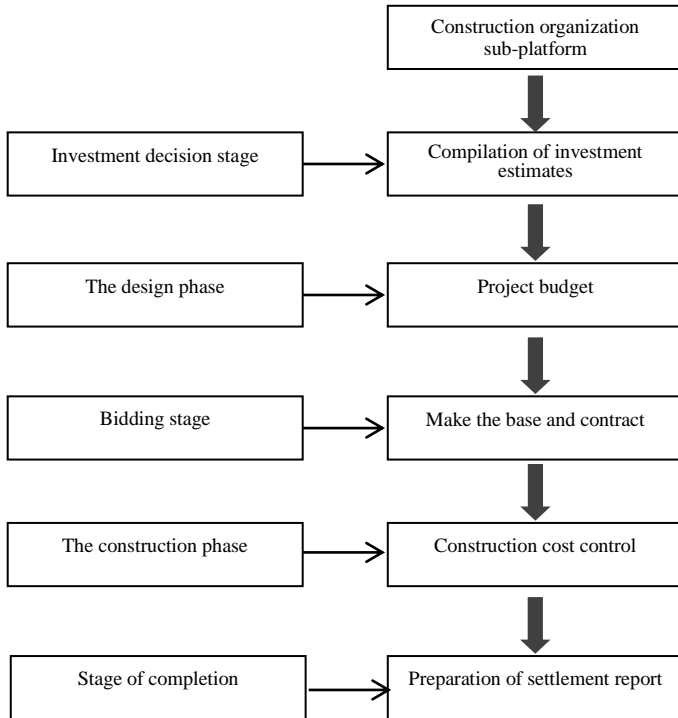 Construction organization
sub-platform
Investment decision stage
Compilation of investment
estimates
The design phase
Project budget
Bidding stage
Make the base and contract
The construction phase
Construction cost control
Stage of completion
Preparation of settlement report